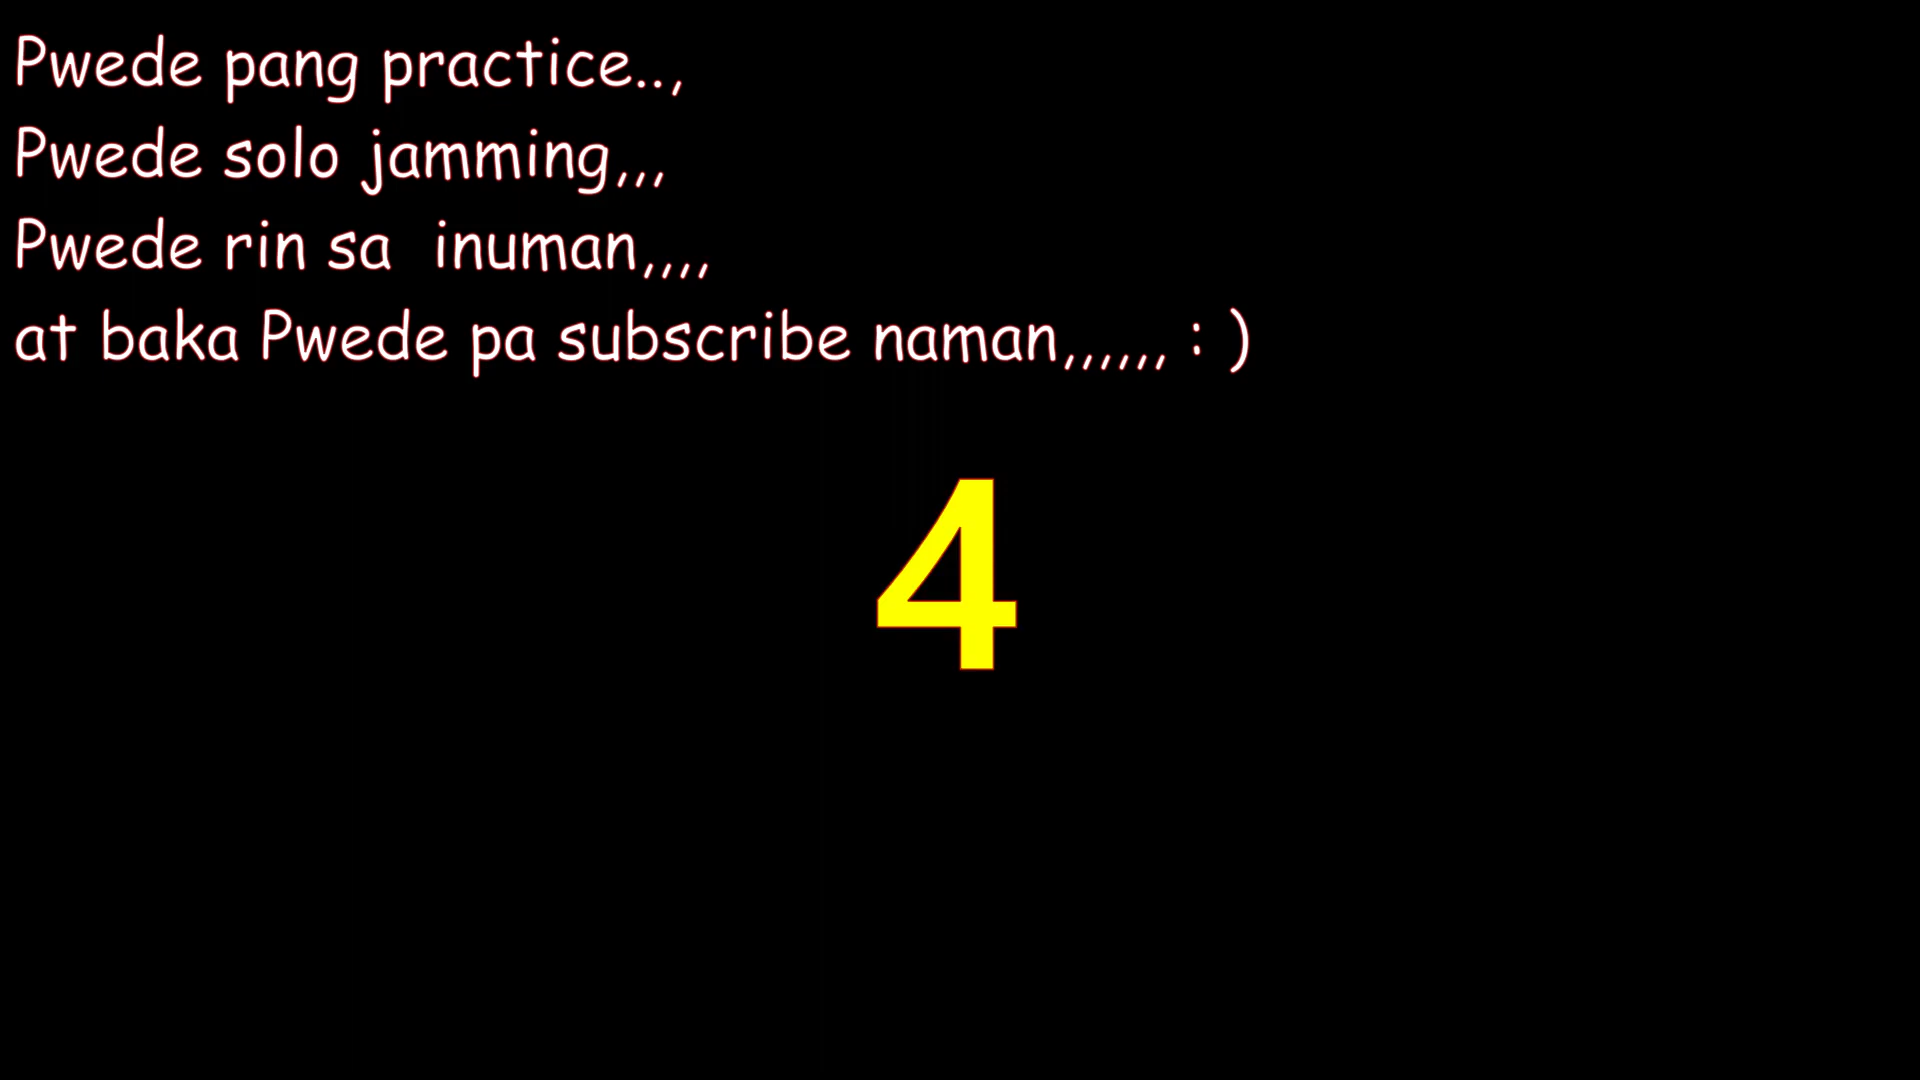 Pwede pang practice..,
Pwede solo jamming,,,
Pwede rin sa  inuman,,,,
at baka Pwede pa subscribe naman,,,,,, : )
4